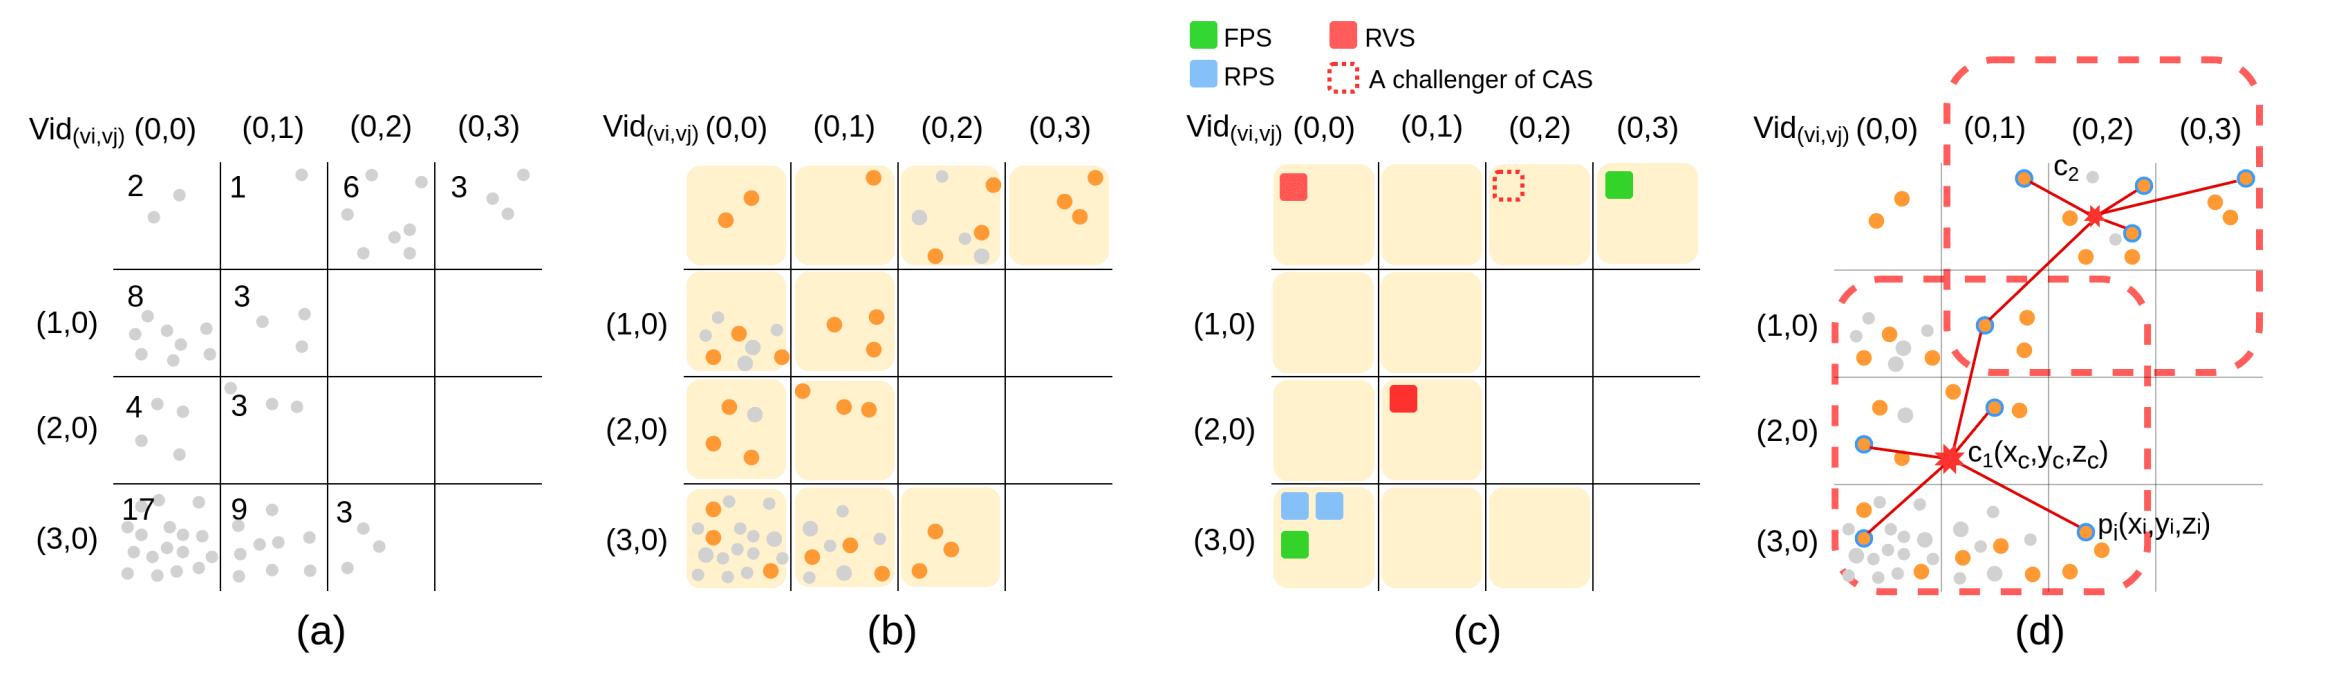 FPS RVS
RPS A challenger of CAS
Vid(vi,vj) (0,0) (0,1) (0,2) (0,3)
2 1 6 3
(1,0) 8 3
(2,0) 4 3
(3,0) 17 9 3
(a)
Vid(vi,vj) (0,0) (0,1) (0,2) (0,3)
(1,0)
(2,0)
(3,0)
(b)
Vid(vi,vj) (0,0) (0,1) (0,2) (0,3)
(1,0)
(2,0)
(3,0)
(c)
Vid(vi,vj) (0,0) (0,1) (0,2) (0,3)
c2
(1,0)
(2,0)
c1(xc,yc,zc)
pi(xi,yi,zi)
(3,0)
(d)